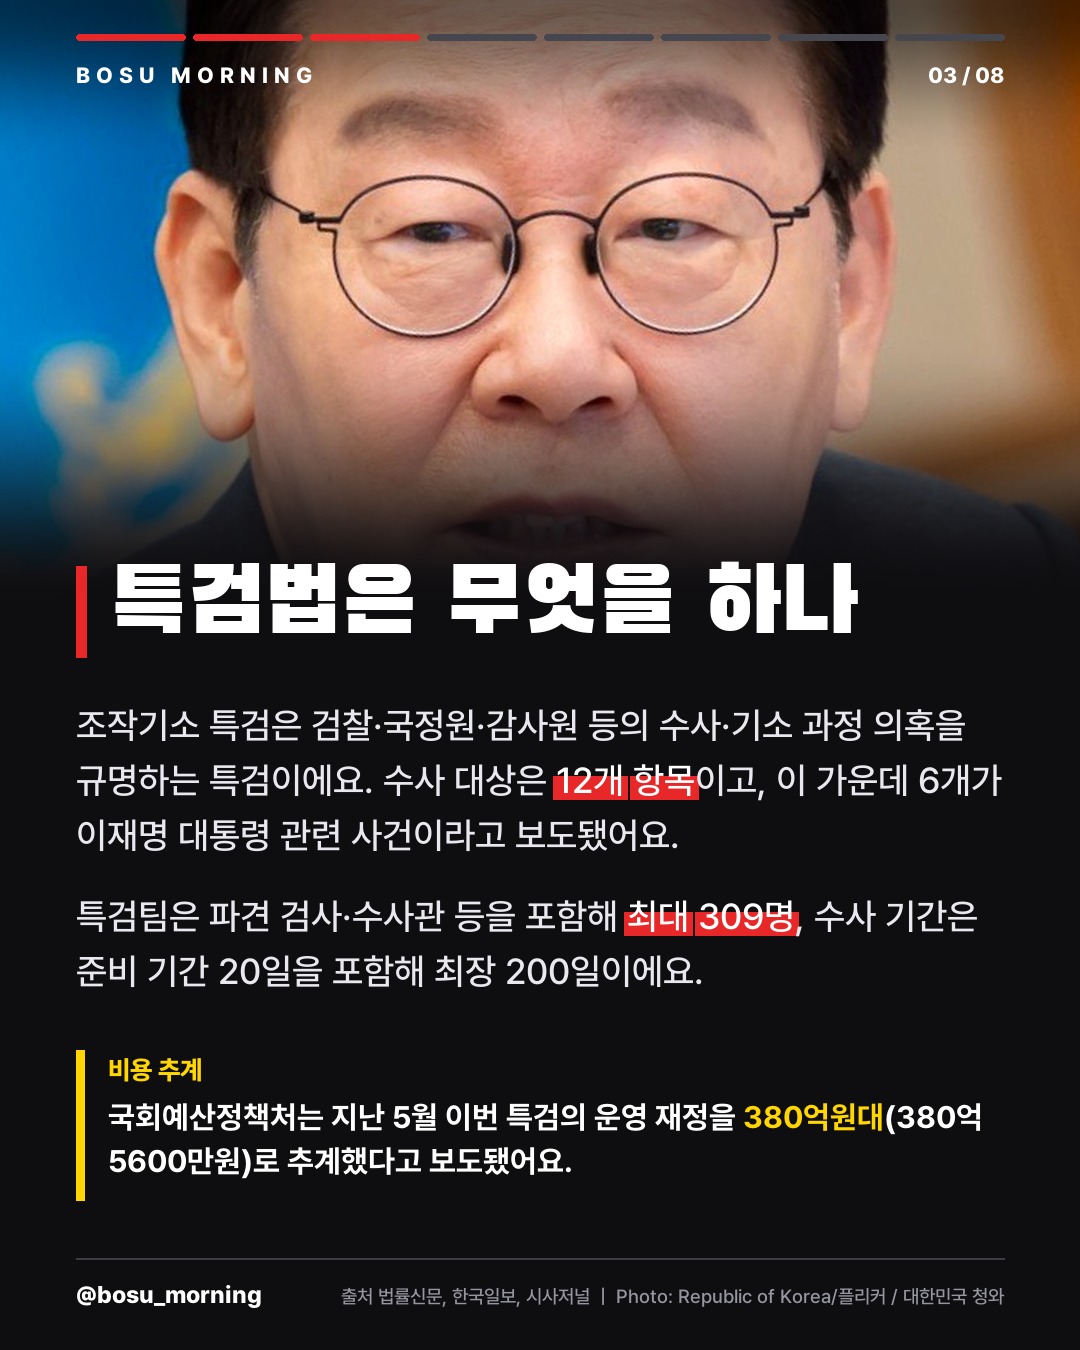 BOSU MORNING
03 / 08
특검법은 무엇을 하나
조작기소 특검은 검찰·국정원·감사원 등의 수사·기소 과정 의혹을
규명하는 특검이에요. 수사 대상은 12개 항목이고, 이 가운데 6개가
이재명 대통령 관련 사건이라고 보도됐어요.
특검팀은 파견 검사·수사관 등을 포함해 최대 309명, 수사 기간은
준비 기간 20일을 포함해 최장 200일이에요.
비용 추계
국회예산정책처는 지난 5월 이번 특검의 운영 재정을 380억원대(380억
5600만원)로 추계했다고 보도됐어요.
@bosu_morning
출처 법률신문, 한국일보, 시사저널 | Photo: Republic of Korea/플리커 / 대한민국 청와